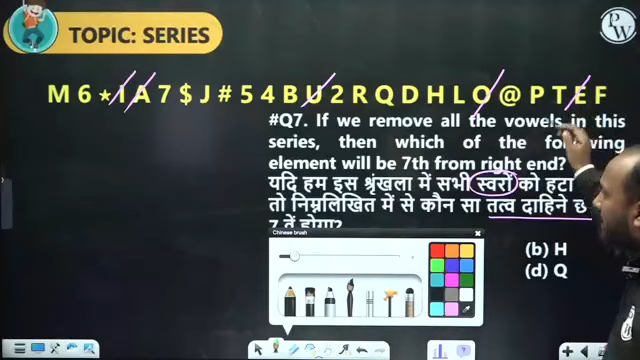 TOPIC: SERIES
PW
M 6 ★ I A 7 $ J # 5 4 B U 2 R Q D H L O @ P T E F
#Q7. If we remove all the vowels in this
series, then which of the following
element will be 7th from right end?
यदि हम इस श्रृंखला में सभी स्वरों को हटा
तो निम्नलिखित में से कौन सा तत्व दाहिने छ
7 वें होगा?
Chinese brush
(b) H
(d) Q